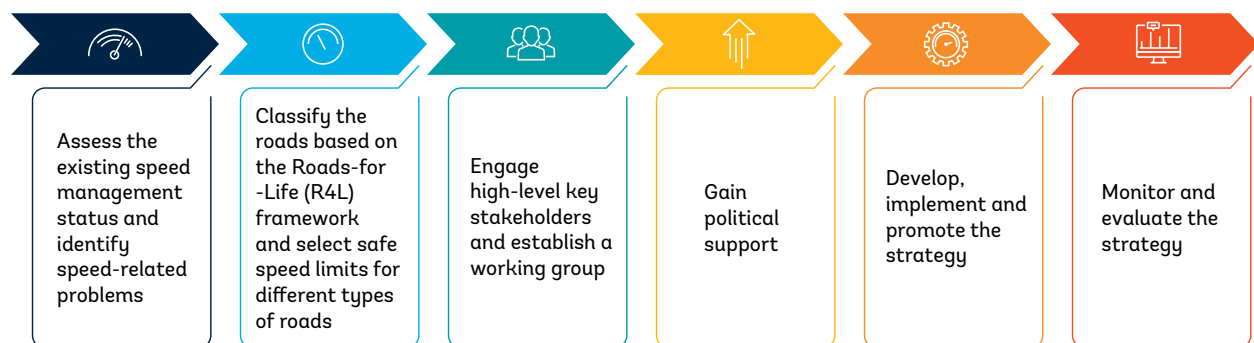 Assess the
existing speed
management
status and
identify
speed-related
problems
Classify the
roads based on
the Roads-for
-Life (R4L)
framework
and select safe
speed limits for
different types
of roads
Engage
high-level key
stakeholders
and establish a
working group
Gain
political
support
Develop,
implement and
promote the
strategy
Monitor and
evaluate the
strategy